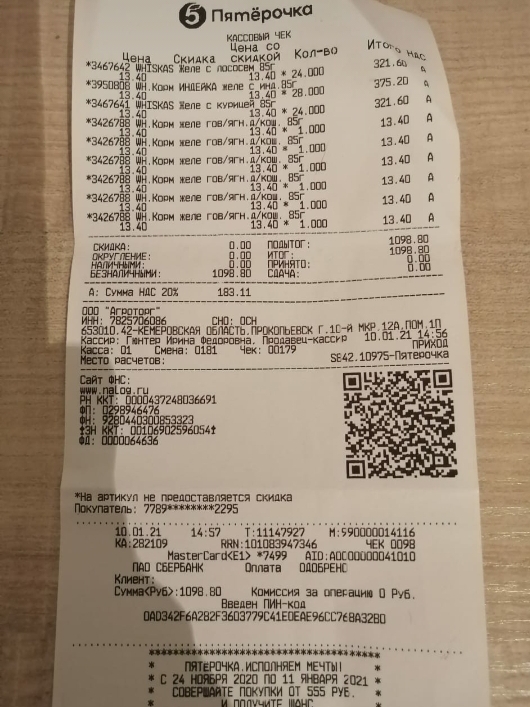 5 Пятёрочка
КАССОВЫЙ ЧЕК
Цена Скидка Цена со скидкой Кол-во Итого НДС
*3467642 WHISKAS Желе с лососем 85г
13.40 13.40 * 24.000 321.60 А
*3950808 WH.Корм ИНДЕЙКА желе с инд.85г
13.40 13.40 * 28.000 375.20 А
*3467641 WHISKAS Желе с курицей 85г
13.40 13.40 * 24.000 321.60 А
*3426788 WH.Корм желе гов/ягн.д/кош. 85г
13.40 13.40 * 1.000 13.40 А
*3426788 WH.Корм желе гов/ягн.д/кош. 85г
13.40 13.40 * 1.000 13.40 А
*3426788 WH.Корм желе гов/ягн.д/кош. 85г
13.40 13.40 * 1.000 13.40 А
*3426788 WH.Корм желе гов/ягн.д/кош. 85г
13.40 13.40 * 1.000 13.40 А
*3426788 WH.Корм желе гов/ягн.д/кош. 85г
13.40 13.40 * 1.000 13.40 А
*3426788 WH.Корм желе гов/ягн.д/кош. 85г
13.40 13.40 * 1.000 13.40 А
СКИДКА: 0.00 ПОДЫТОГ: 1098.80
ОКРУГЛЕНИЕ: 0.00 ИТОГ: 1098.80
НАЛИЧНЫМИ: 0.00 ПРИНЯТО: 0.00
БЕЗНАЛИЧНЫМИ: 1098.80 СДАЧА: 0.00
А: Сумма НДС 20% 183.11
ООО "Агроторг"
ИНН: 7825706086 СНО: ОСН
653010,42-КЕМЕРОВСКАЯ ОБЛАСТЬ,ПРОКОПЬЕВСК Г,10-й МКР,12А,ПОМ.1П
Кассир: Гюнтер Ирина Федоровна, Продавец-кассир 10.01.21 14:56
Касса: 01 Смена: 0181 Чек: 00179 ПРИХОД
Место расчетов: SE42.10975-Пятерочка
Сайт ФНС:
www.nalog.ru
РН ККТ: 0000437248036691
ФП: 0298946476
ФН: 9280440300853323
ЗН ККТ: 00106902596054
ФД: 0000064636
*На артикул не предоставляется скидка
Покупатель: 7789********2295
10.01.21 14:57 Т:11147927 М:990000014116
КА:282109 RRN:101083947346 ЧЕК 0098
MasterCard<E1> *7499 AID:A0000000041010
ПАО СБЕРБАНК Оплата ОДОБРЕНО
Клиент:
Сумма<Руб>:1098.80 Комиссия за операцию 0 Руб.
Введен ПИН-код
0AD342F6A282F3603779C41E0EAE96CC76BA32BD
*************************************
* ПЯТЕРОЧКА.ИСПОЛНЯЕМ МЕЧТЫ! *
* С 24 НОЯБРЯ 2020 ПО 11 ЯНВАРЯ 2021 *
* СОВЕРШАЙТЕ ПОКУПКИ ОТ 555 РУБ. *
* И ПОЛУЧИТЕ ШАНС *